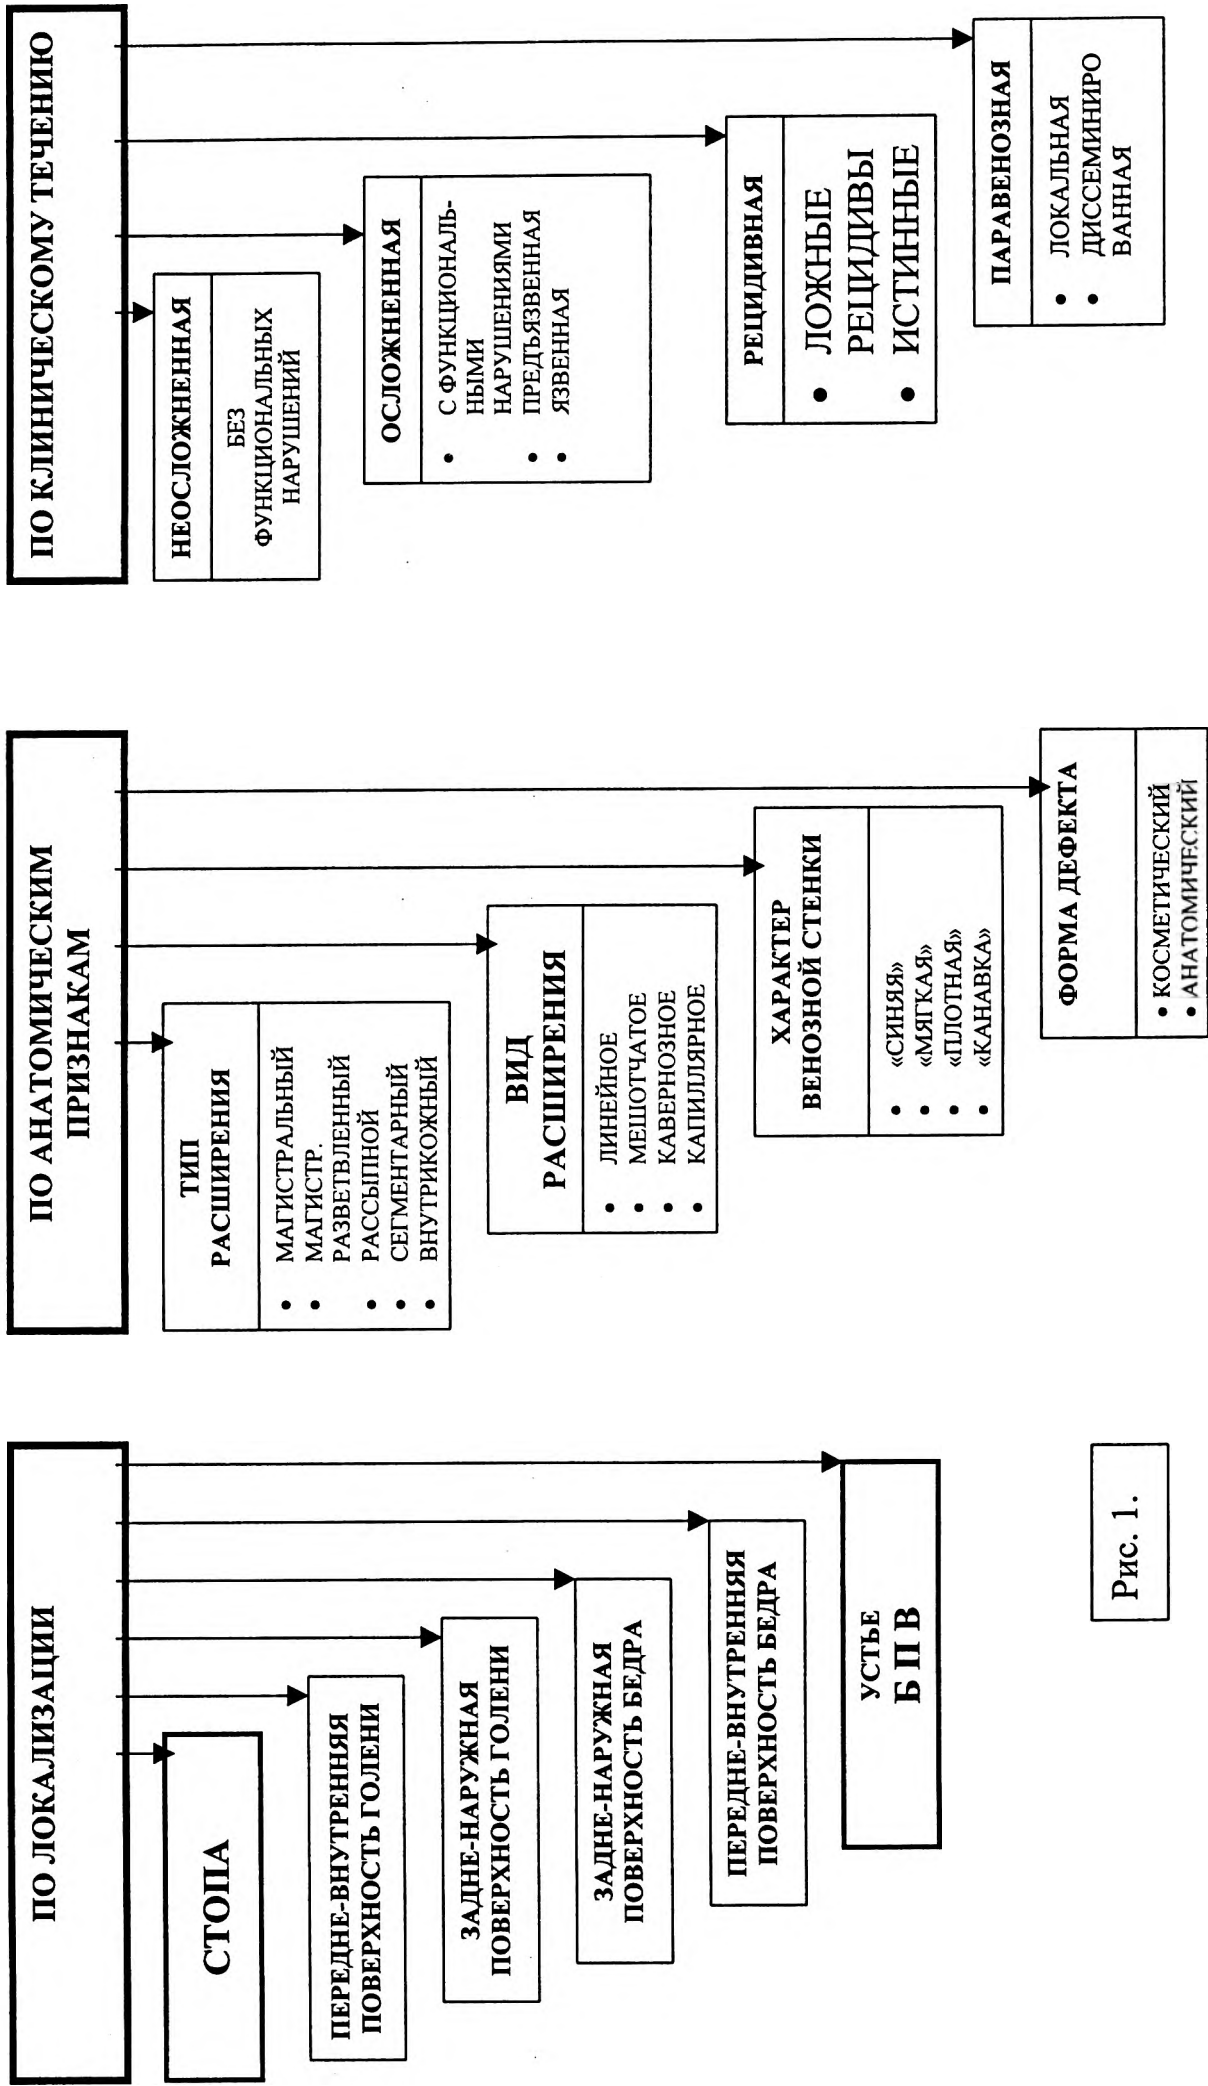 ПО ЛОКАЛИЗАЦИИ
СТОПА
ПЕРЕДНЕ-ВНУТРЕННЯЯ
ПОВЕРХНОСТЬ ГОЛЕНИ
ЗАДНЕ-НАРУЖНАЯ
ПОВЕРХНОСТЬ ГОЛЕНИ
ЗАДНЕ-НАРУЖНАЯ
ПОВЕРХНОСТЬ БЕДРА
ПЕРЕДНЕ-ВНУТРЕННЯЯ
ПОВЕРХНОСТЬ БЕДРА
УСТЬЕ
Б П В
ПО АНАТОМИЧЕСКИМ
ПРИЗНАКАМ
ТИП
РАСШИРЕНИЯ
• МАГИСТРАЛЬНЫЙ
• МАГИСТР.
РАЗВЕТВЛЕННЫЙ
• РАССЫПНОЙ
• СЕГМЕНТАРНЫЙ
• ВНУТРИКОЖНЫЙ
ВИД
РАСШИРЕНИЯ
• ЛИНЕЙНОЕ
• МЕШОТЧАТОЕ
• КАВЕРНОЗНОЕ
• КАПИЛЛЯРНОЕ
ХАРАКТЕР
ВЕНОЗНОЙ СТЕНКИ
• «СИНЯЯ»
• «МЯГКАЯ»
• «ПЛОТНАЯ»
• «КАНАВКА»
ФОРМА ДЕФЕКТА
• КОСМЕТИЧЕСКИЙ
• АНАТОМИЧЕСКИЙ
ПО КЛИНИЧЕСКОМУ ТЕЧЕНИЮ
НЕОСЛОЖНЕННАЯ
БЕЗ
ФУНКЦИОНАЛЬНЫХ
НАРУШЕНИЙ
ОСЛОЖНЕННАЯ
• С ФУНКЦИОНАЛЬ-
НЫМИ
НАРУШЕНИЯМИ
• ПРЕДЪЯЗВЕННАЯ
• ЯЗВЕННАЯ
РЕЦИДИВНАЯ
• ЛОЖНЫЕ
РЕЦИДИВЫ
• ИСТИННЫЕ
ПАРАВЕНОЗНАЯ
• ЛОКАЛЬНАЯ
• ДИССЕМИНИРО
ВАННАЯ
Рис. 1.